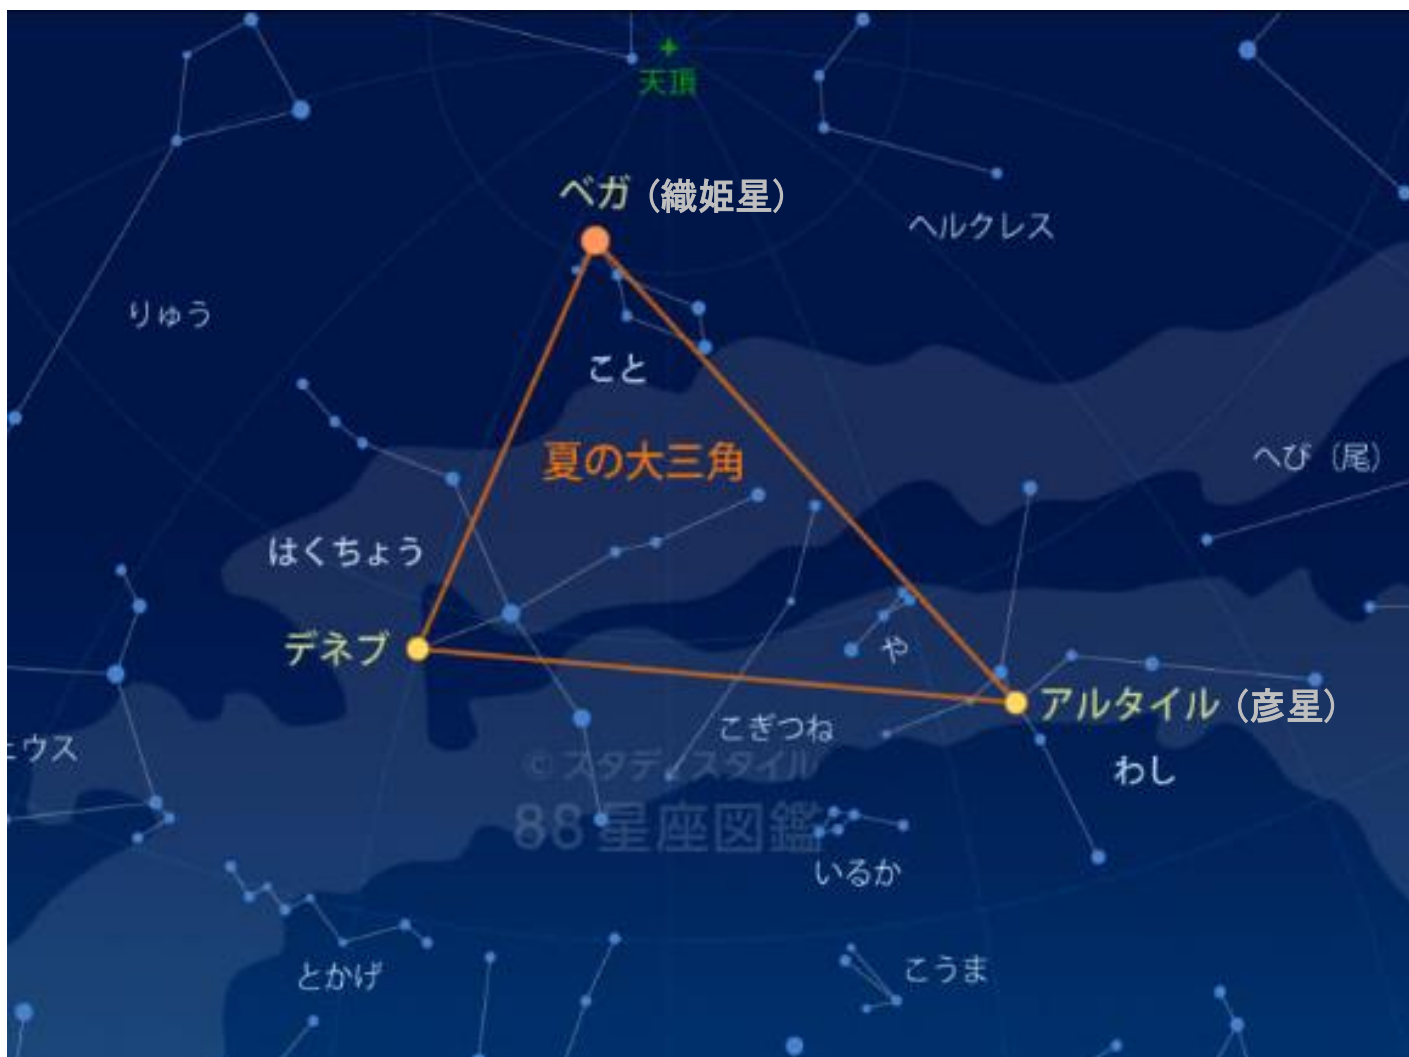 天頂
ベガ（織姫星）
ヘルクレス
りゅう
こと
夏の大三角
へび（尾）
はくちょう
デネブ
や
アルタイル（彦星）
こぎつね
ェウス
わし
© スタディスタイル
88星座図鑑
いるか
とかげ
こうま